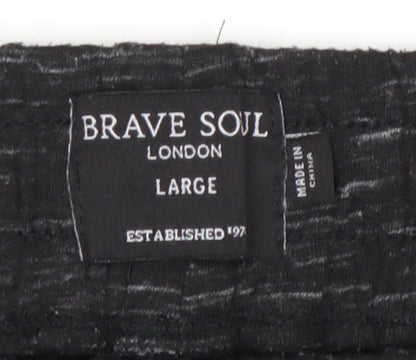 BRAVE SOUL
LONDON
LARGE
ESTABLISHED
MADE IN
CHINA